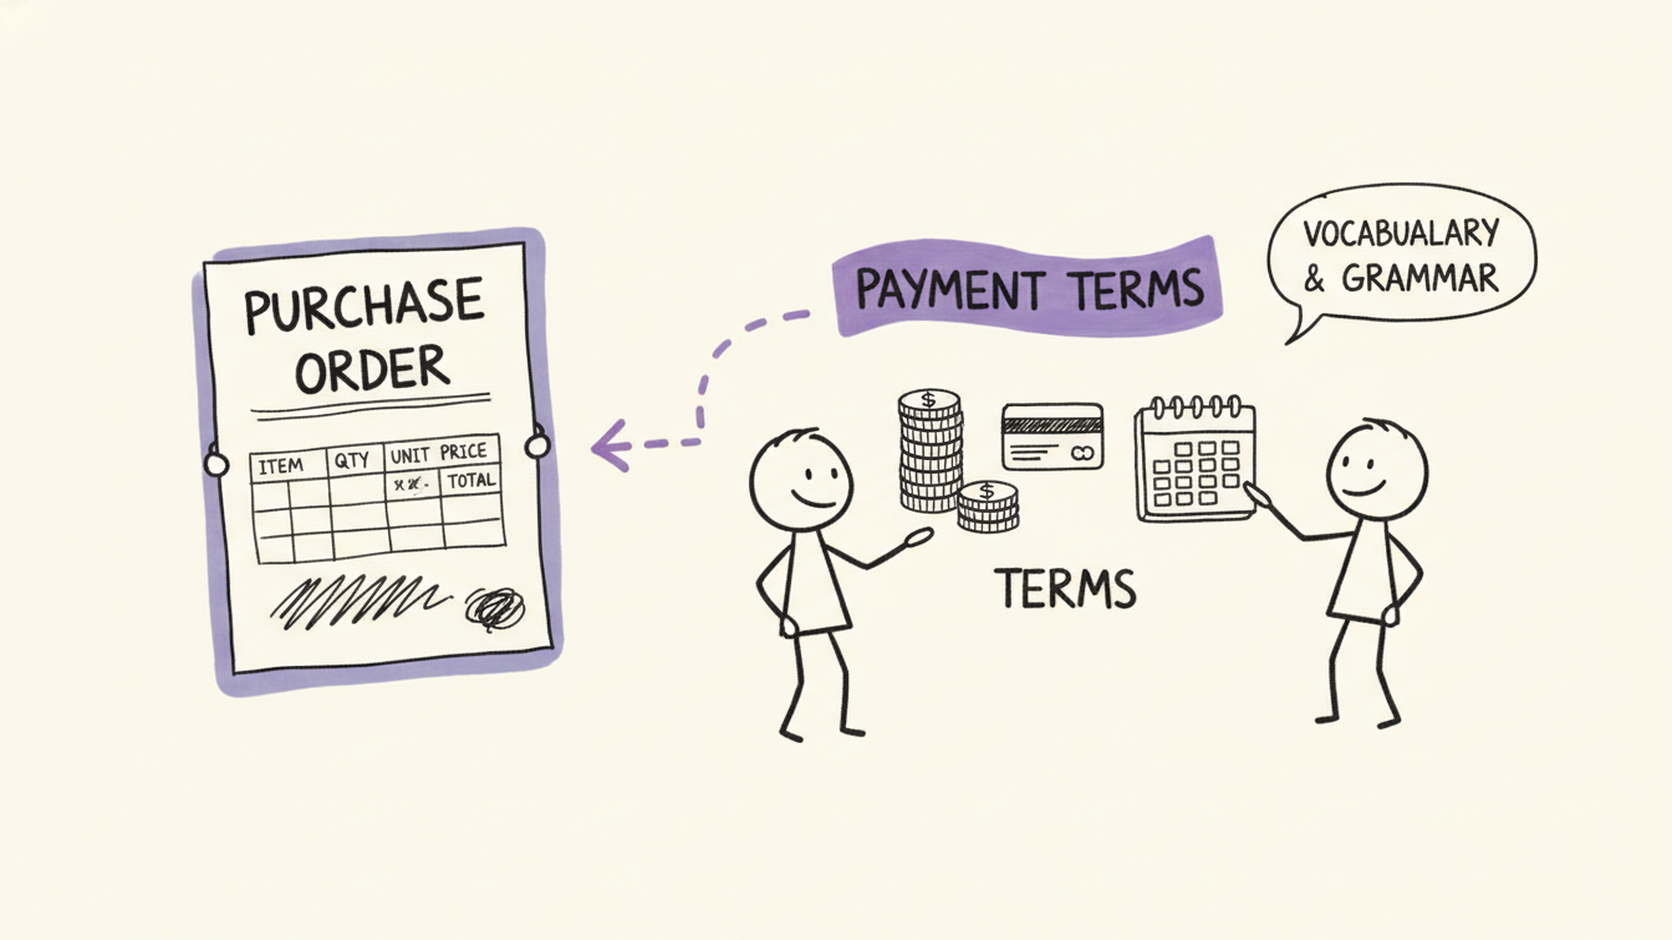 PURCHASE
ORDER
ITEM QTY UNIT PRICE
TOTAL
PAYMENT TERMS
$
$
TERMS
VOCABUALARY
& GRAMMAR